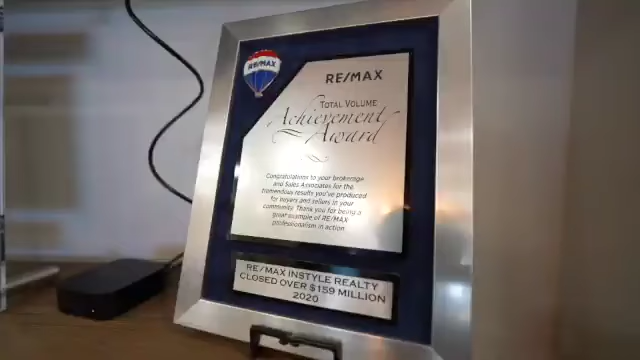 RE/MAX
RE/MAX
TOTAL VOLUME
Achievement
Award
Congratulations to your brokerage
and Sales Associates for the
tremendous results you've produced
for buyers and sellers in your
community. Thank you for being a
great example of RE/MAX
professionalism in action.
RE/MAX INSTYLE REALTY
CLOSED OVER $159 MILLION
2020